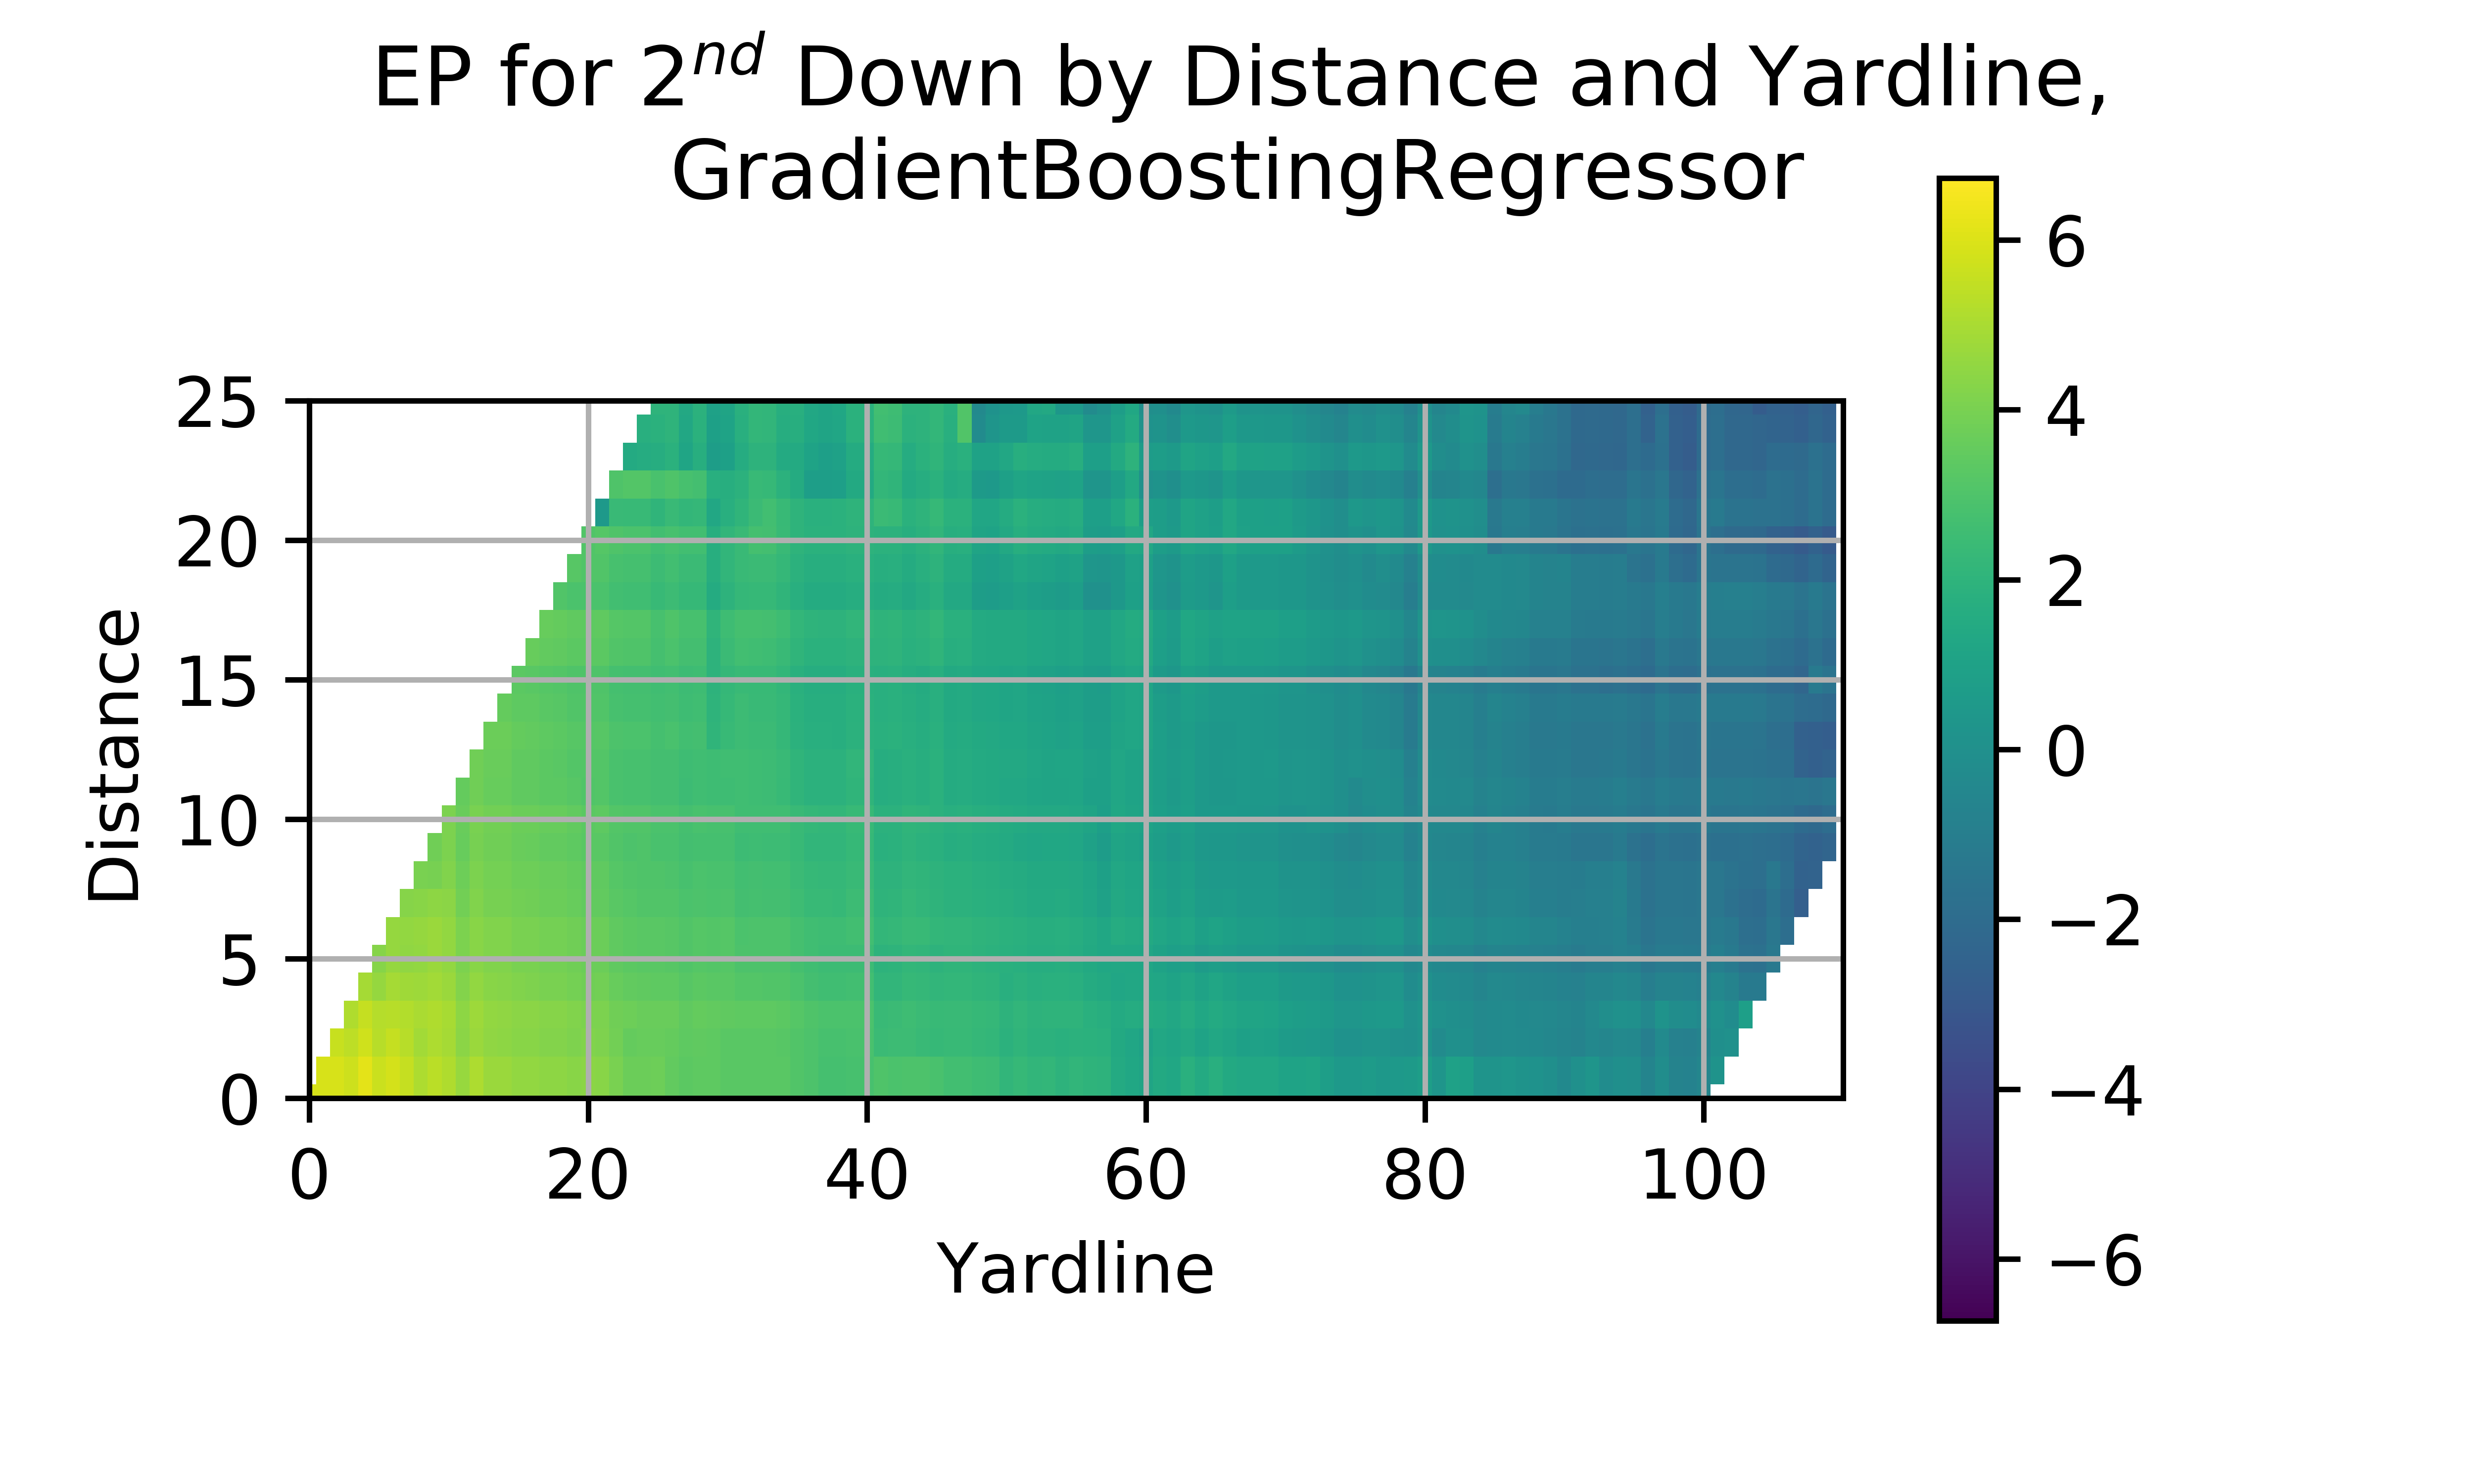 EP for 2nd Down by Distance and Yardline,
GradientBoostingRegressor
6
4
2
0
−2
−4
−6
25
20
15
10
5
0
Distance
0 20 40 60 80 100
Yardline